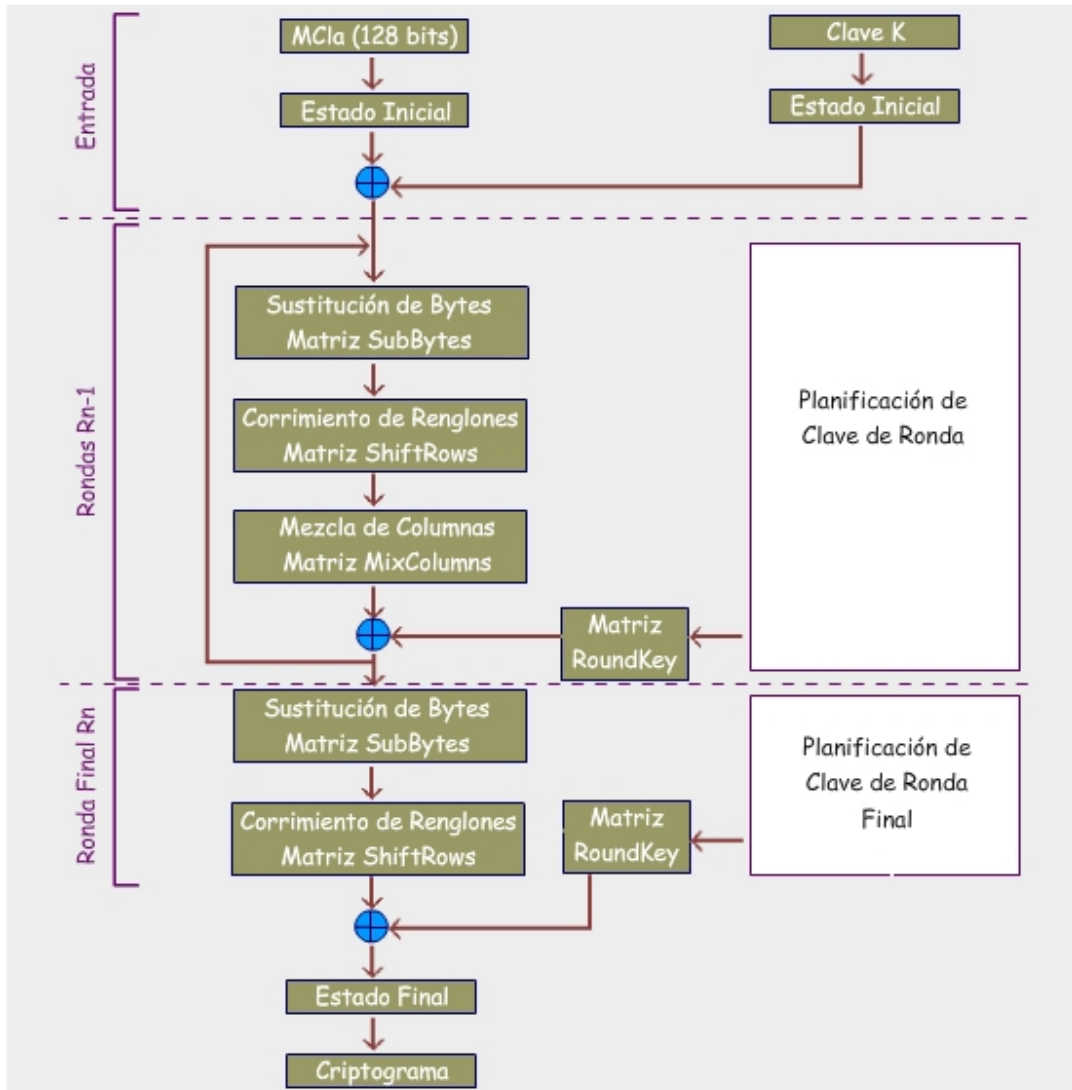 Entrada
MCla (128 bits)
Clave K
Estado Inicial
Estado Inicial
Rondas Rn-1
Sustitución de Bytes
Matriz SubBytes
Corrimiento de Renglones
Matriz ShiftRows
Mezcla de Columnas
Matriz MixColumns
Planificación de
Clave de Ronda
Matriz
RoundKey
Ronda Final Rn
Sustitución de Bytes
Matriz SubBytes
Corrimiento de Renglones
Matriz ShiftRows
Matriz
RoundKey
Planificación de
Clave de Ronda
Final
Estado Final
Criptograma